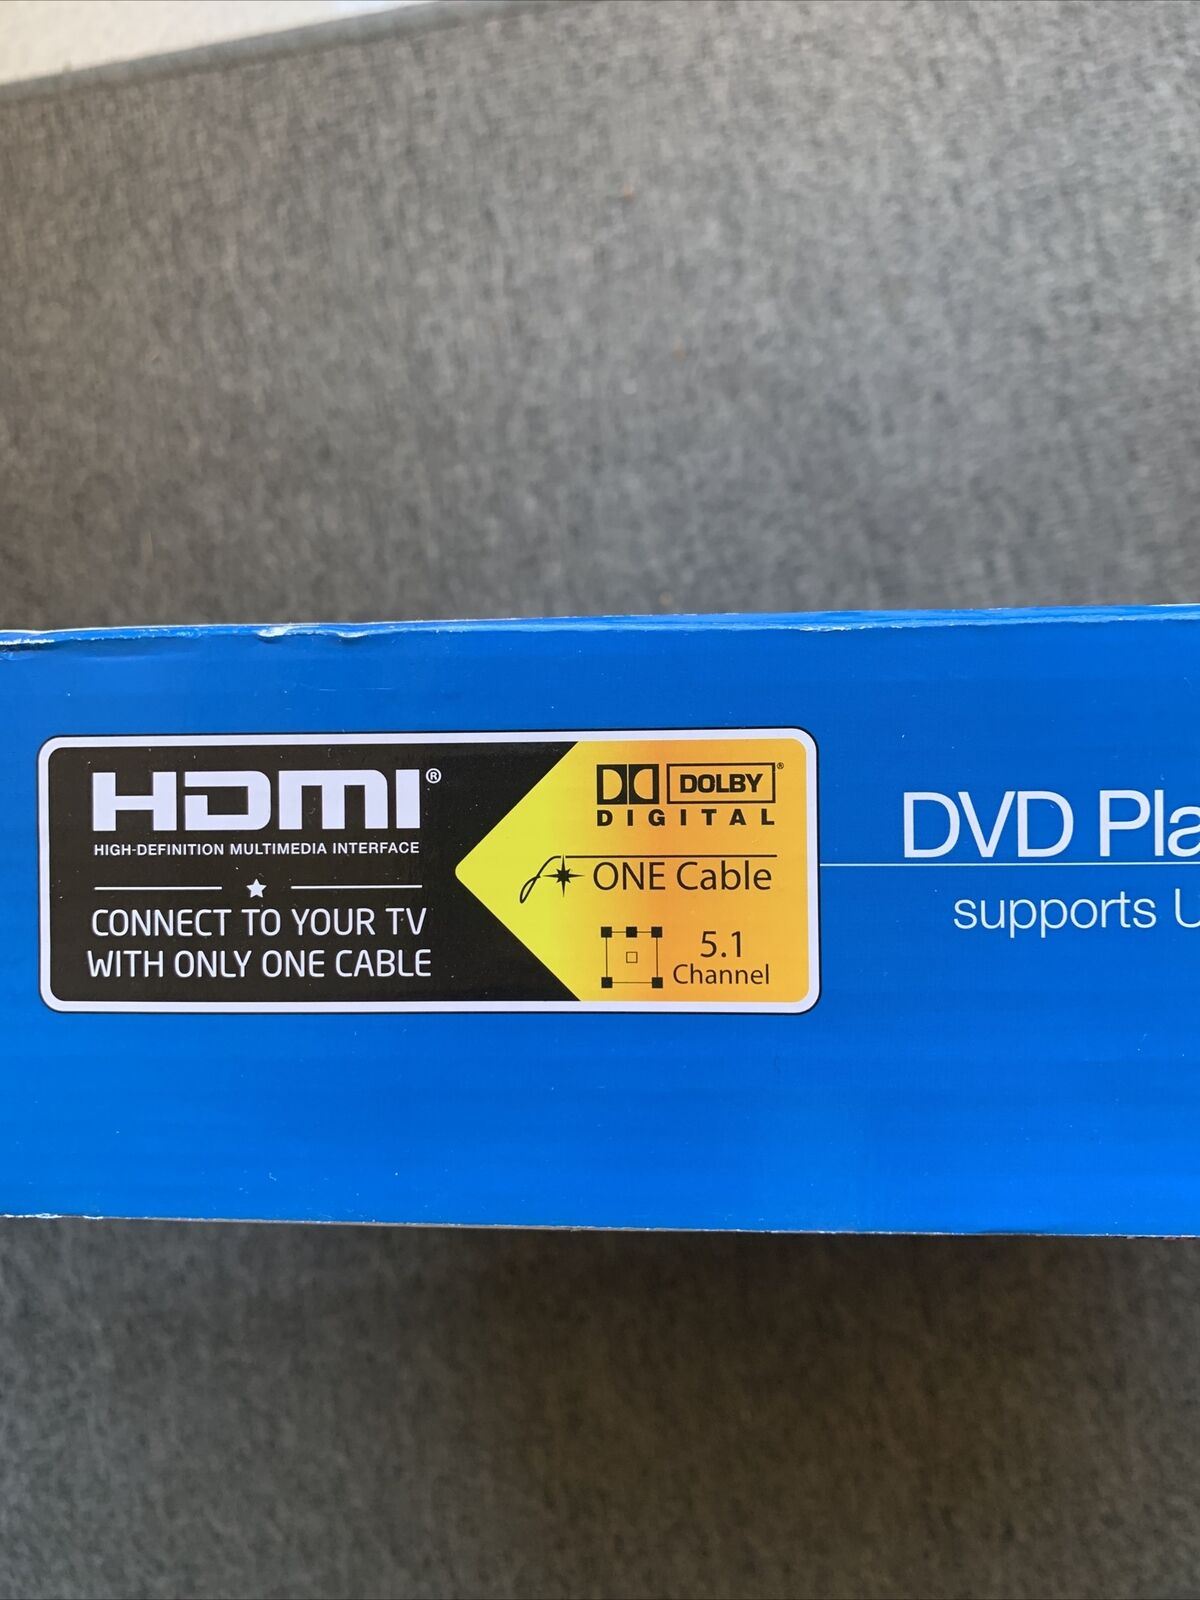 HDMI®
HIGH-DEFINITION MULTIMEDIA INTERFACE
CONNECT TO YOUR TV
WITH ONLY ONE CABLE
DOLBY®
DIGITAL
ONE Cable
5.1
Channel
DVD Pla
supports U